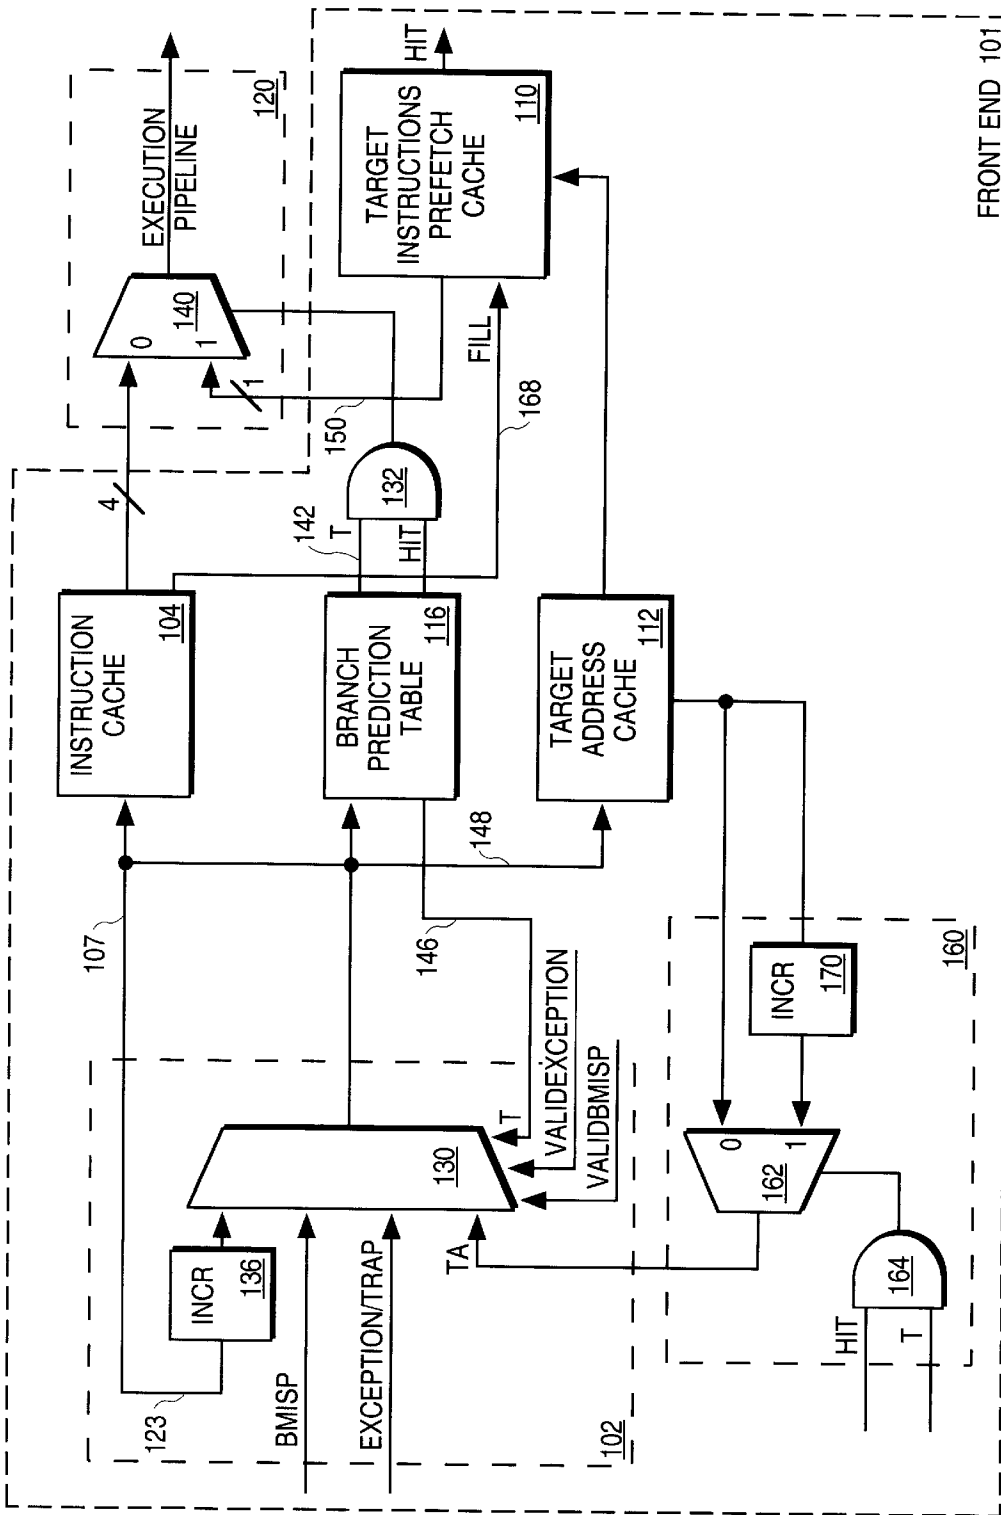 FRONT END 101
107
123
INCR
136
BMISP
EXCEPTION/TRAP
TA
130
T
VALIDEXCEPTION
VALIDBMISP
102
INSTRUCTION
CACHE
104
4
BRANCH
PREDICTION
TABLE
116
146
148
142
T
HIT
132
TARGET
ADDRESS
CACHE
112
0
1
140
EXECUTION
PIPELINE
120
1
150
FILL
168
TARGET
INSTRUCTIONS
PREFETCH
CACHE
110
HIT
0
1
162
INCR
170
160
HIT
T
164